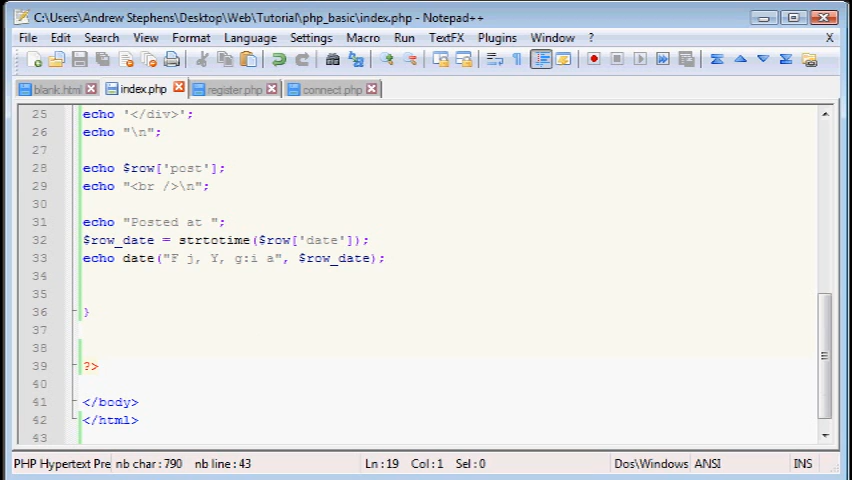 C:\Users\Andrew Stephens\Desktop\Web\Tutorial\php_basic\index.php - Notepad++
File Edit Search View Format Language Settings Macro Run TextFX Plugins Window ? X
blank.html index.php register.php connect.php
25 echo '</div>';
26 echo "\n";
27
28 echo $row['post'];
29 echo "<br />\n";
30
31 echo "Posted at ";
32 $row_date = strtotime($row['date']);
33 echo date("F j, Y, g:i a", $row_date);
34
35
36 }
37
38
39 ?>
40
41 </body>
42 </html>
43
PHP Hypertext Pre nb char : 790 nb line : 43 Ln : 19 Col : 1 Sel : 0 Dos\Windows ANSI INS